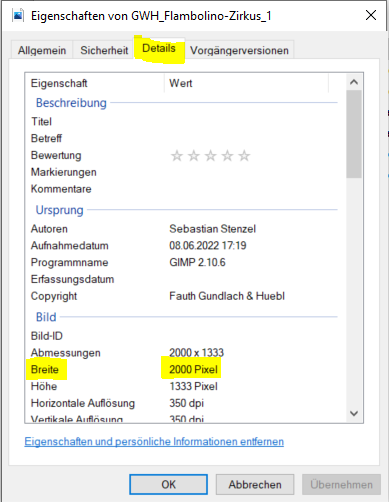 Eigenschaften von GWH_Flambolino-Zirkus_1
Allgemein Sicherheit Details Vorgängerversionen
Eigenschaft Wert
Beschreibung
Titel
Betreff
Bewertung
Markierungen
Kommentare
Ursprung
Autoren Sebastian Stenzel
Aufnahmedatum 08.06.2022 17:19
Programmname GIMP 2.10.6
Erfassungsdatum
Copyright Fauth Gundlach & Huebl
Bild
Bild-ID
Abmessungen 2000 x 1333
Breite 2000 Pixel
Höhe 1333 Pixel
Horizontale Auflösung 350 dpi
Vertikale Auflösung 350 dpi
Eigenschaften und persönliche Informationen entfernen
OK Abbrechen Übernehmen